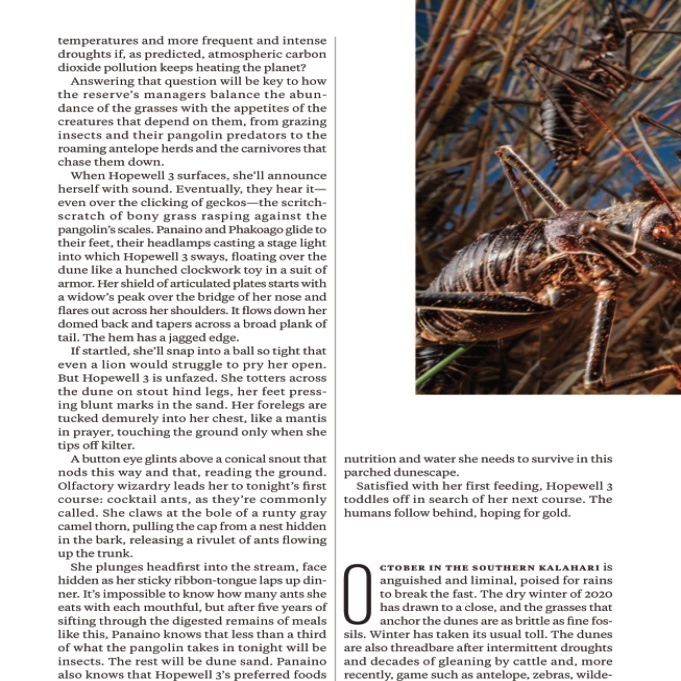 temperatures and more frequent and intense
droughts if, as predicted, atmospheric carbon
dioxide pollution keeps heating the planet?
Answering that question will be key to how
the reserve's managers balance the abun-
dance of the grasses with the appetites of the
creatures that depend on them, from grazing
insects and their pangolin predators to the
roaming antelope herds and the carnivores that
chase them down.
When Hopewell 3 surfaces, she'll announce
herself with sound. Eventually, they hear it—
even over the clicking of geckos—the scritch-
scratch of bony grass rasping against the
pangolin's scales. Panaino and Phakoago glide to
their feet, their headlamps casting a stage light
into which Hopewell 3 sways, floating over the
dune like a hunched clockwork toy in a suit of
armor. Her shield of articulated plates starts with
a widow's peak over the bridge of her nose and
flares out across her shoulders. It flows down her
domed back and tapers across a broad plank of
tail. The hem has a jagged edge.
If startled, she'll snap into a ball so tight that
even a lion would struggle to pry her open.
But Hopewell 3 is unfazed. She totters across
the dune on stout hind legs, her feet press-
ing blunt marks in the sand. Her forelegs are
tucked demurely into her chest, like a mantis
in prayer, touching the ground only when she
tips off kilter.
A button eye glints above a conical snout that
nods this way and that, reading the ground.
Olfactory wizardry leads her to tonight's first
course: cocktail ants, as they're commonly
called. She claws at the bole of a runty gray
camel thorn, pulling the cap from a nest hidden
in the bark, releasing a rivulet of ants flowing
up the trunk.
She plunges headfirst into the stream, face
hidden as her sticky ribbon-tongue laps up din-
ner. It's impossible to know how many ants she
eats with each mouthful, but after five years of
sifting through the digested remains of meals
like this, Panaino knows that less than a third
of what the pangolin takes in tonight will be
insects. The rest will be dune sand. Panaino
also knows that Hopewell 3's preferred foods
nutrition and water she needs to survive in this
parched dunescape.
Satisfied with her first feeding, Hopewell 3
toddles off in search of her next course. The
humans follow behind, hoping for gold.
OCTOBER IN THE SOUTHERN KALAHARI is
anguished and liminal, poised for rains
to break the fast. The dry winter of 2020
has drawn to a close, and the grasses that
anchor the dunes are as brittle as fine fos-
sils. Winter has taken its usual toll. The dunes
are also threadbare after intermittent droughts
and decades of gleaning by cattle and, more
recently, game such as antelope, zebras, wilde-